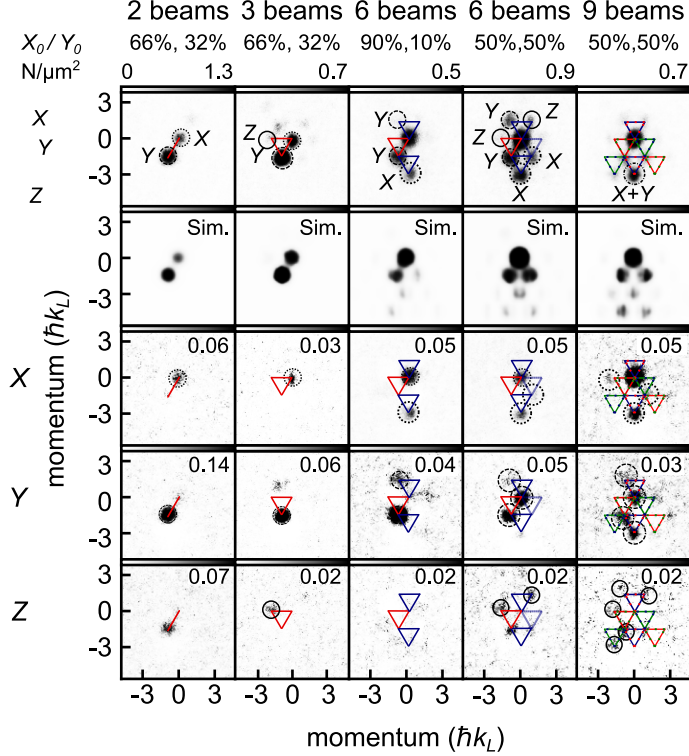 2 beams 3 beams 6 beams 6 beams 9 beams
X₀/Y₀ 66%, 32% 66%, 32% 90%,10% 50%,50% 50%,50%
N/μm² 0 1.3 0.7 0.5 0.9 0.7
3 X Y X Z Y Y Z
0 Y Y Z X
-3 Z X X X+Y
3 Sim. Sim. Sim. Sim. Sim.
0
-3
momentum (ħk_L)
X 3 0.06 0.03 0.05 0.05 0.05
0
-3
Y 3 0.14 0.06 0.04 0.05 0.03
0
-3
Z 3 0.07 0.02 0.02 0.02
0
-3
-3 0 3 -3 0 3 -3 0 3 -3 0 3 -3 0 3
momentum (ħk_L)